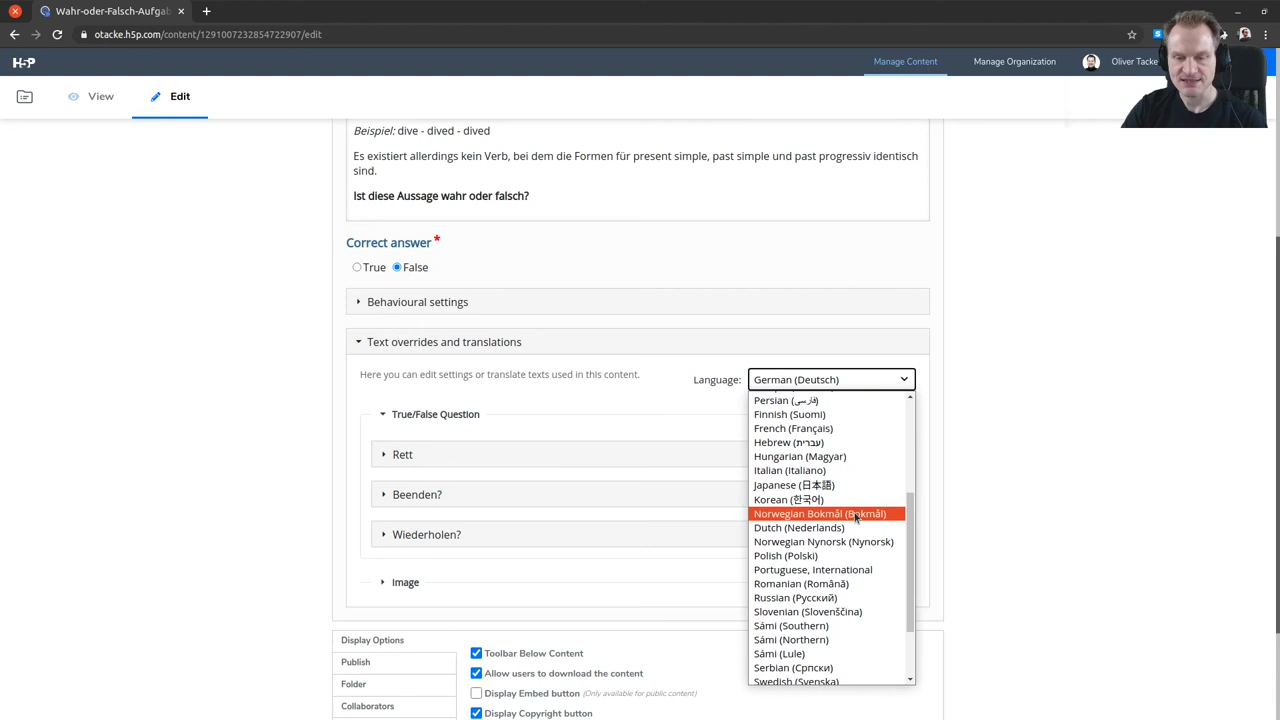 Wahr-oder-Falsch-Aufgab
otacke.h5p.com/content/1291007232854722907/edit
H5P
Manage Content
Manage Organization
Oliver Tacke
View
Edit
Beispiel: dive - dived - dived
Es existiert allerdings kein Verb, bei dem die Formen für present simple, past simple und past progressiv identisch
sind.
Ist diese Aussage wahr oder falsch?
Correct answer *
True
False
Behavioural settings
Text overrides and translations
Here you can edit settings or translate texts used in this content.
Language:
German (Deutsch)
Persian (فارسی)
Finnish (Suomi)
French (Français)
Hebrew (עברית)
Hungarian (Magyar)
Italian (Italiano)
Japanese (日本語)
Korean (한국어)
Norwegian Bokmål (Bokmål)
Dutch (Nederlands)
Norwegian Nynorsk (Nynorsk)
Polish (Polski)
Portuguese, International
Romanian (Română)
Russian (Русский)
Slovenian (Slovenščina)
Sámi (Southern)
Sámi (Northern)
Sámi (Lule)
Serbian (Српски)
Swedish (Svenska)
True/False Question
Rett
Beenden?
Wiederholen?
Image
Display Options
Publish
Folder
Collaborators
Toolbar Below Content
Allow users to download the content
Display Embed button (Only available for public content)
Display Copyright button